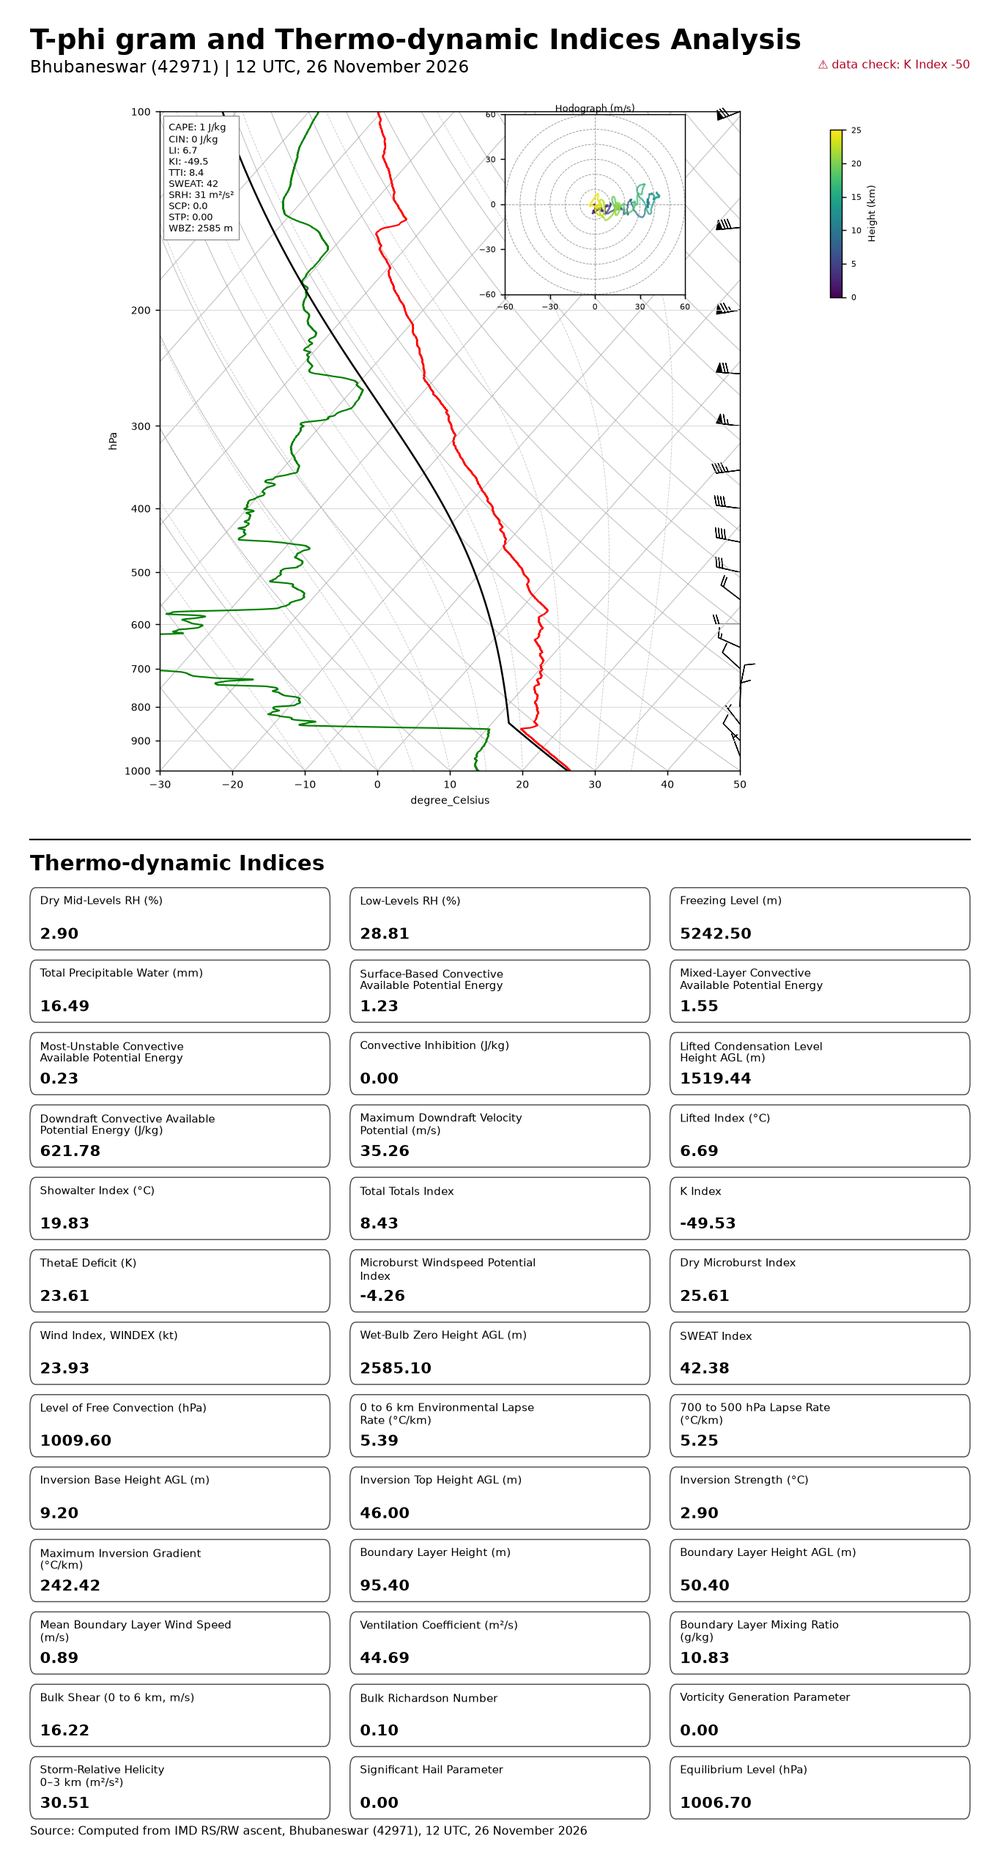 T-phi gram and Thermo-dynamic Indices Analysis
Bhubaneswar (42971) | 12 UTC, 26 November 2026
⚠ data check: K Index -50
CAPE: 1 J/kg
CIN: 0 J/kg
LI: 6.7
KI: -49.5
TTI: 8.4
SWEAT: 42
SRH: 31 m²/s²
SCP: 0.0
STP: 0.00
WBZ: 2585 m
Hodograph (m/s)
60
30
0
−30
−60
−60 −30 0 30 60
25
20
15
10
5
0
Height (km)
100
200
300
400
500
600
700
800
900
1000
hPa
−30 −20 −10 0 10 20 30 40 50
degree_Celsius
Thermo-dynamic Indices
Dry Mid-Levels RH (%)
2.90
Low-Levels RH (%)
28.81
Freezing Level (m)
5242.50
Total Precipitable Water (mm)
16.49
Surface-Based Convective
Available Potential Energy
1.23
Mixed-Layer Convective
Available Potential Energy
1.55
Most-Unstable Convective
Available Potential Energy
0.23
Convective Inhibition (J/kg)
0.00
Lifted Condensation Level
Height AGL (m)
1519.44
Downdraft Convective Available
Potential Energy (J/kg)
621.78
Maximum Downdraft Velocity
Potential (m/s)
35.26
Lifted Index (°C)
6.69
Showalter Index (°C)
19.83
Total Totals Index
8.43
K Index
-49.53
ThetaE Deficit (K)
23.61
Microburst Windspeed Potential
Index
-4.26
Dry Microburst Index
25.61
Wind Index, WINDEX (kt)
23.93
Wet-Bulb Zero Height AGL (m)
2585.10
SWEAT Index
42.38
Level of Free Convection (hPa)
1009.60
0 to 6 km Environmental Lapse
Rate (°C/km)
5.39
700 to 500 hPa Lapse Rate
(°C/km)
5.25
Inversion Base Height AGL (m)
9.20
Inversion Top Height AGL (m)
46.00
Inversion Strength (°C)
2.90
Maximum Inversion Gradient
(°C/km)
242.42
Boundary Layer Height (m)
95.40
Boundary Layer Height AGL (m)
50.40
Mean Boundary Layer Wind Speed
(m/s)
0.89
Ventilation Coefficient (m²/s)
44.69
Boundary Layer Mixing Ratio
(g/kg)
10.83
Bulk Shear (0 to 6 km, m/s)
16.22
Bulk Richardson Number
0.10
Vorticity Generation Parameter
0.00
Storm-Relative Helicity
0–3 km (m²/s²)
30.51
Significant Hail Parameter
0.00
Equilibrium Level (hPa)
1006.70
Source: Computed from IMD RS/RW ascent, Bhubaneswar (42971), 12 UTC, 26 November 2026